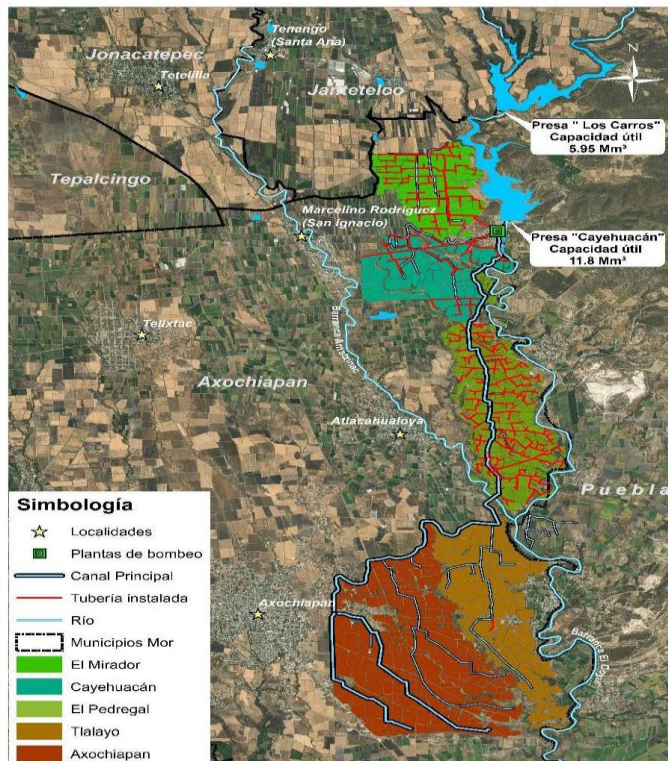 Tenango
(Santa Ana)
Jonacatepec
Tetelilla
Jantetelco
N
Presa " Los Carros"
Capacidad útil
5.95 Mm³
Tepalcingo
Marcelino Rodríguez
(San Ignacio)
Presa "Cayehuacán"
Capacidad útil
11.8 Mm³
Telixtac
Barranca Amatzinac
Axochiapan
Atlacahualoya
Puebla
Simbología
Localidades
Plantas de bombeo
Canal Principal
Tubería instalada
Río
Municipios Mor
El Mirador
Cayehuacán
El Pedregal
Tlalayo
Axochiapan
Axochiapan